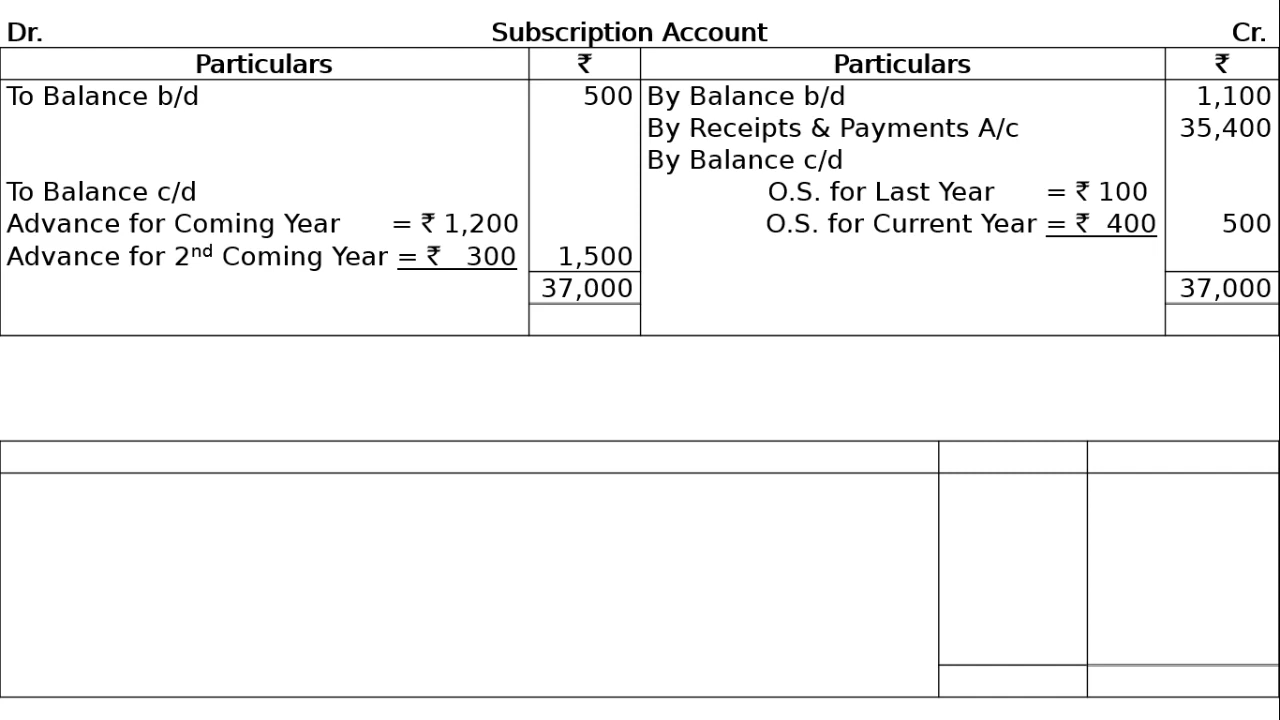 Dr. Subscription Account Cr.
Particulars ₹ Particulars ₹
To Balance b/d 500 By Balance b/d 1,100
By Receipts & Payments A/c 35,400
By Balance c/d
To Balance c/d O.S. for Last Year = ₹ 100
Advance for Coming Year = ₹ 1,200 O.S. for Current Year = ₹ 400 500
Advance for 2nd Coming Year = ₹ 300 1,500
37,000 37,000